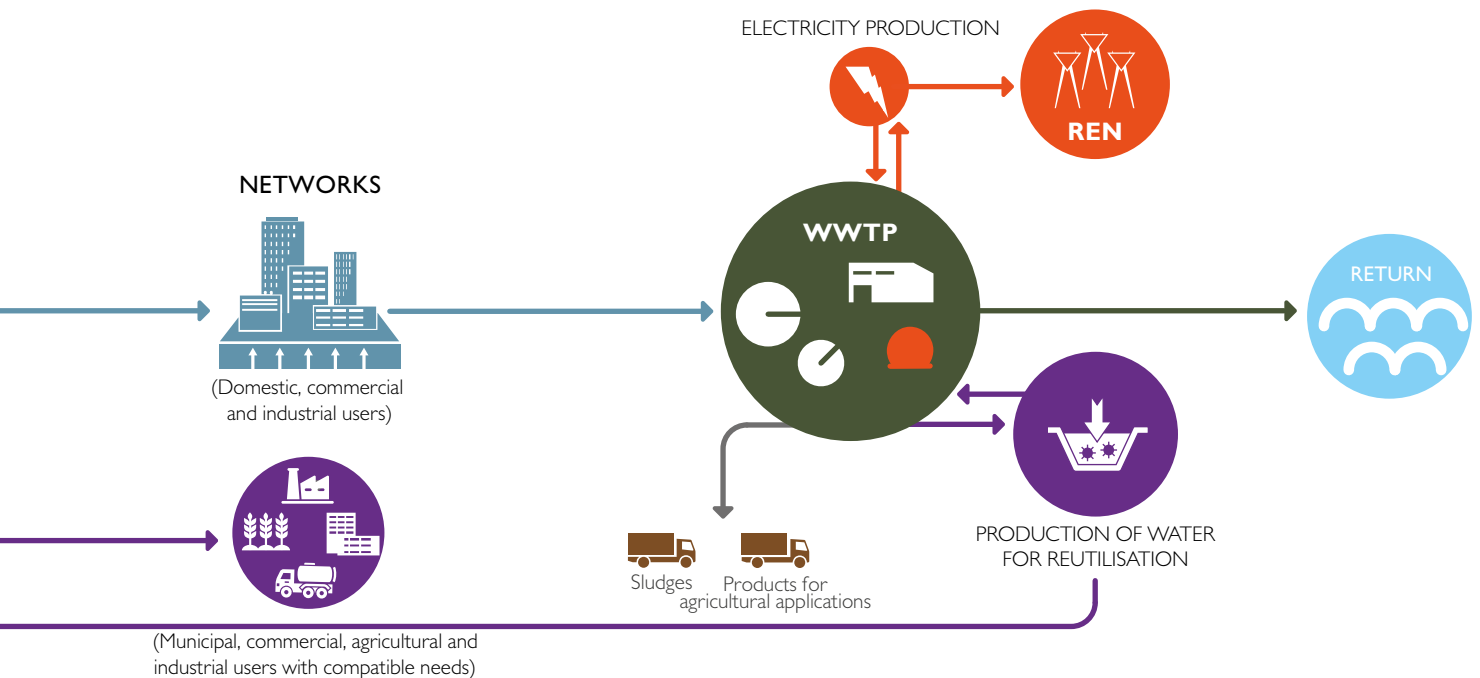 ELECTRICITY PRODUCTION
REN
NETWORKS
WWTP
RETURN
(Domestic, commercial
and industrial users)
PRODUCTION OF WATER
FOR REUTILISATION
Sludges
Products for
agricultural applications
(Municipal, commercial, agricultural and
industrial users with compatible needs)